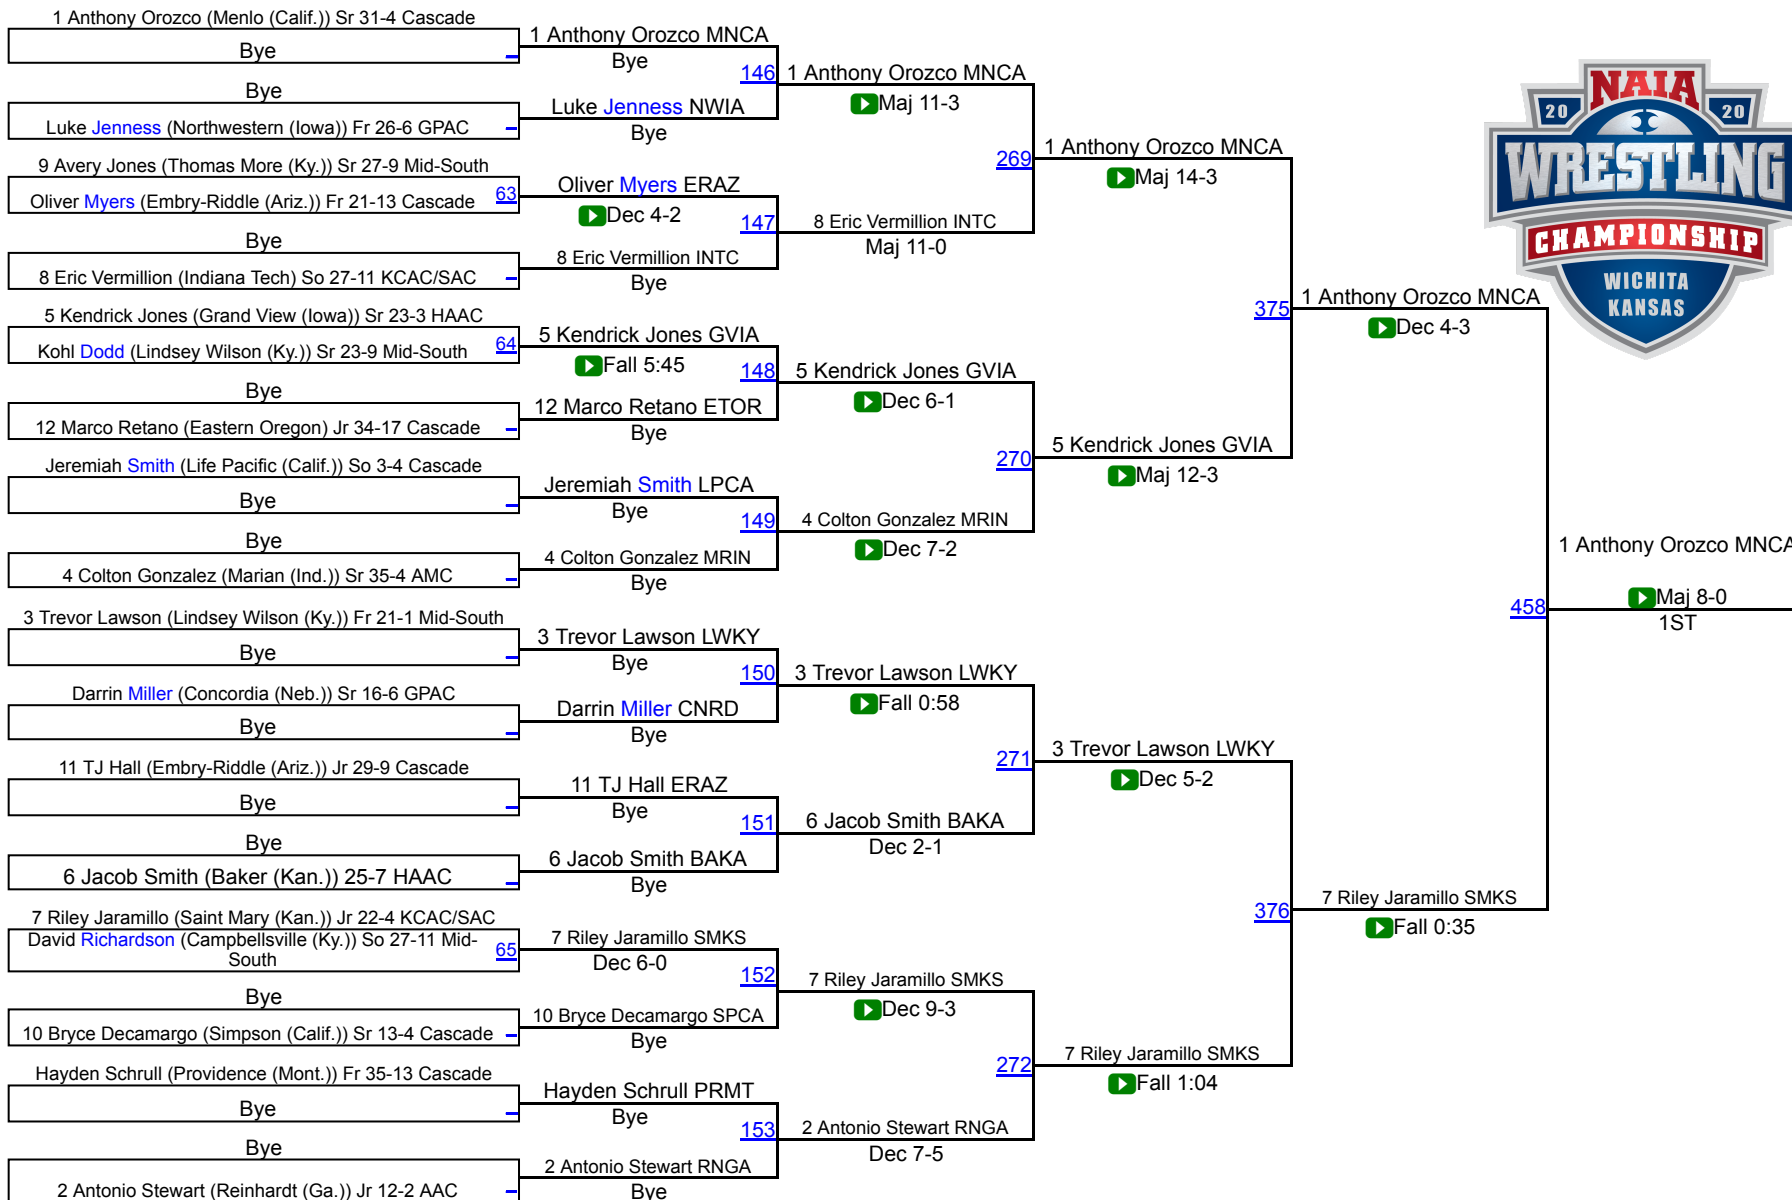 1 Anthony Orozco (Menlo (Calif.)) Sr 31-4 Cascade
Bye
Bye
Luke Jenness (Northwestern (Iowa)) Fr 26-6 GPAC
9 Avery Jones (Thomas More (Ky.)) Sr 27-9 Mid-South
Oliver Myers (Embry-Riddle (Ariz.)) Fr 21-13 Cascade 63
Bye
8 Eric Vermillion (Indiana Tech) So 27-11 KCAC/SAC
5 Kendrick Jones (Grand View (Iowa)) Sr 23-3 HAAC
Kohl Dodd (Lindsey Wilson (Ky.)) Sr 23-9 Mid-South 64
Bye
12 Marco Retano (Eastern Oregon) Jr 34-17 Cascade
Jeremiah Smith (Life Pacific (Calif.)) So 3-4 Cascade
Bye
Bye
4 Colton Gonzalez (Marian (Ind.)) Sr 35-4 AMC
3 Trevor Lawson (Lindsey Wilson (Ky.)) Fr 21-1 Mid-South
Bye
Darrin Miller (Concordia (Neb.)) Sr 16-6 GPAC
Bye
11 TJ Hall (Embry-Riddle (Ariz.)) Jr 29-9 Cascade
Bye
Bye
6 Jacob Smith (Baker (Kan.)) 25-7 HAAC
7 Riley Jaramillo (Saint Mary (Kan.)) Jr 22-4 KCAC/SAC
David Richardson (Campbellsville (Ky.)) So 27-11 Mid-
South 65
Bye
10 Bryce Decamargo (Simpson (Calif.)) Sr 13-4 Cascade
Hayden Schrull (Providence (Mont.)) Fr 35-13 Cascade
Bye
Bye
2 Antonio Stewart (Reinhardt (Ga.)) Jr 12-2 AAC
1 Anthony Orozco MNCA
Bye
146
Luke Jenness NWIA
Bye
Oliver Myers ERAZ
Dec 4-2
147
8 Eric Vermillion INTC
Bye
5 Kendrick Jones GVIA
Fall 5:45
148
12 Marco Retano ETOR
Bye
Jeremiah Smith LPCA
Bye
149
4 Colton Gonzalez MRIN
Bye
3 Trevor Lawson LWKY
Bye
150
Darrin Miller CNRD
Bye
11 TJ Hall ERAZ
Bye
151
6 Jacob Smith BAKA
Bye
7 Riley Jaramillo SMKS
Dec 6-0
152
10 Bryce Decamargo SPCA
Bye
Hayden Schrull PRMT
Bye
153
2 Antonio Stewart RNGA
Bye
1 Anthony Orozco MNCA
Maj 11-3
269
8 Eric Vermillion INTC
Maj 11-0
5 Kendrick Jones GVIA
Dec 6-1
270
4 Colton Gonzalez MRIN
Dec 7-2
3 Trevor Lawson LWKY
Fall 0:58
271
6 Jacob Smith BAKA
Dec 2-1
7 Riley Jaramillo SMKS
Dec 9-3
272
2 Antonio Stewart RNGA
Dec 7-5
1 Anthony Orozco MNCA
Maj 14-3
375
5 Kendrick Jones GVIA
Maj 12-3
3 Trevor Lawson LWKY
Dec 5-2
376
7 Riley Jaramillo SMKS
Fall 1:04
1 Anthony Orozco MNCA
Dec 4-3
458
7 Riley Jaramillo SMKS
Fall 0:35
1 Anthony Orozco MNCA
Maj 8-0
1ST
NAIA
20 20
WRESTLING
CHAMPIONSHIP
WICHITA
KANSAS